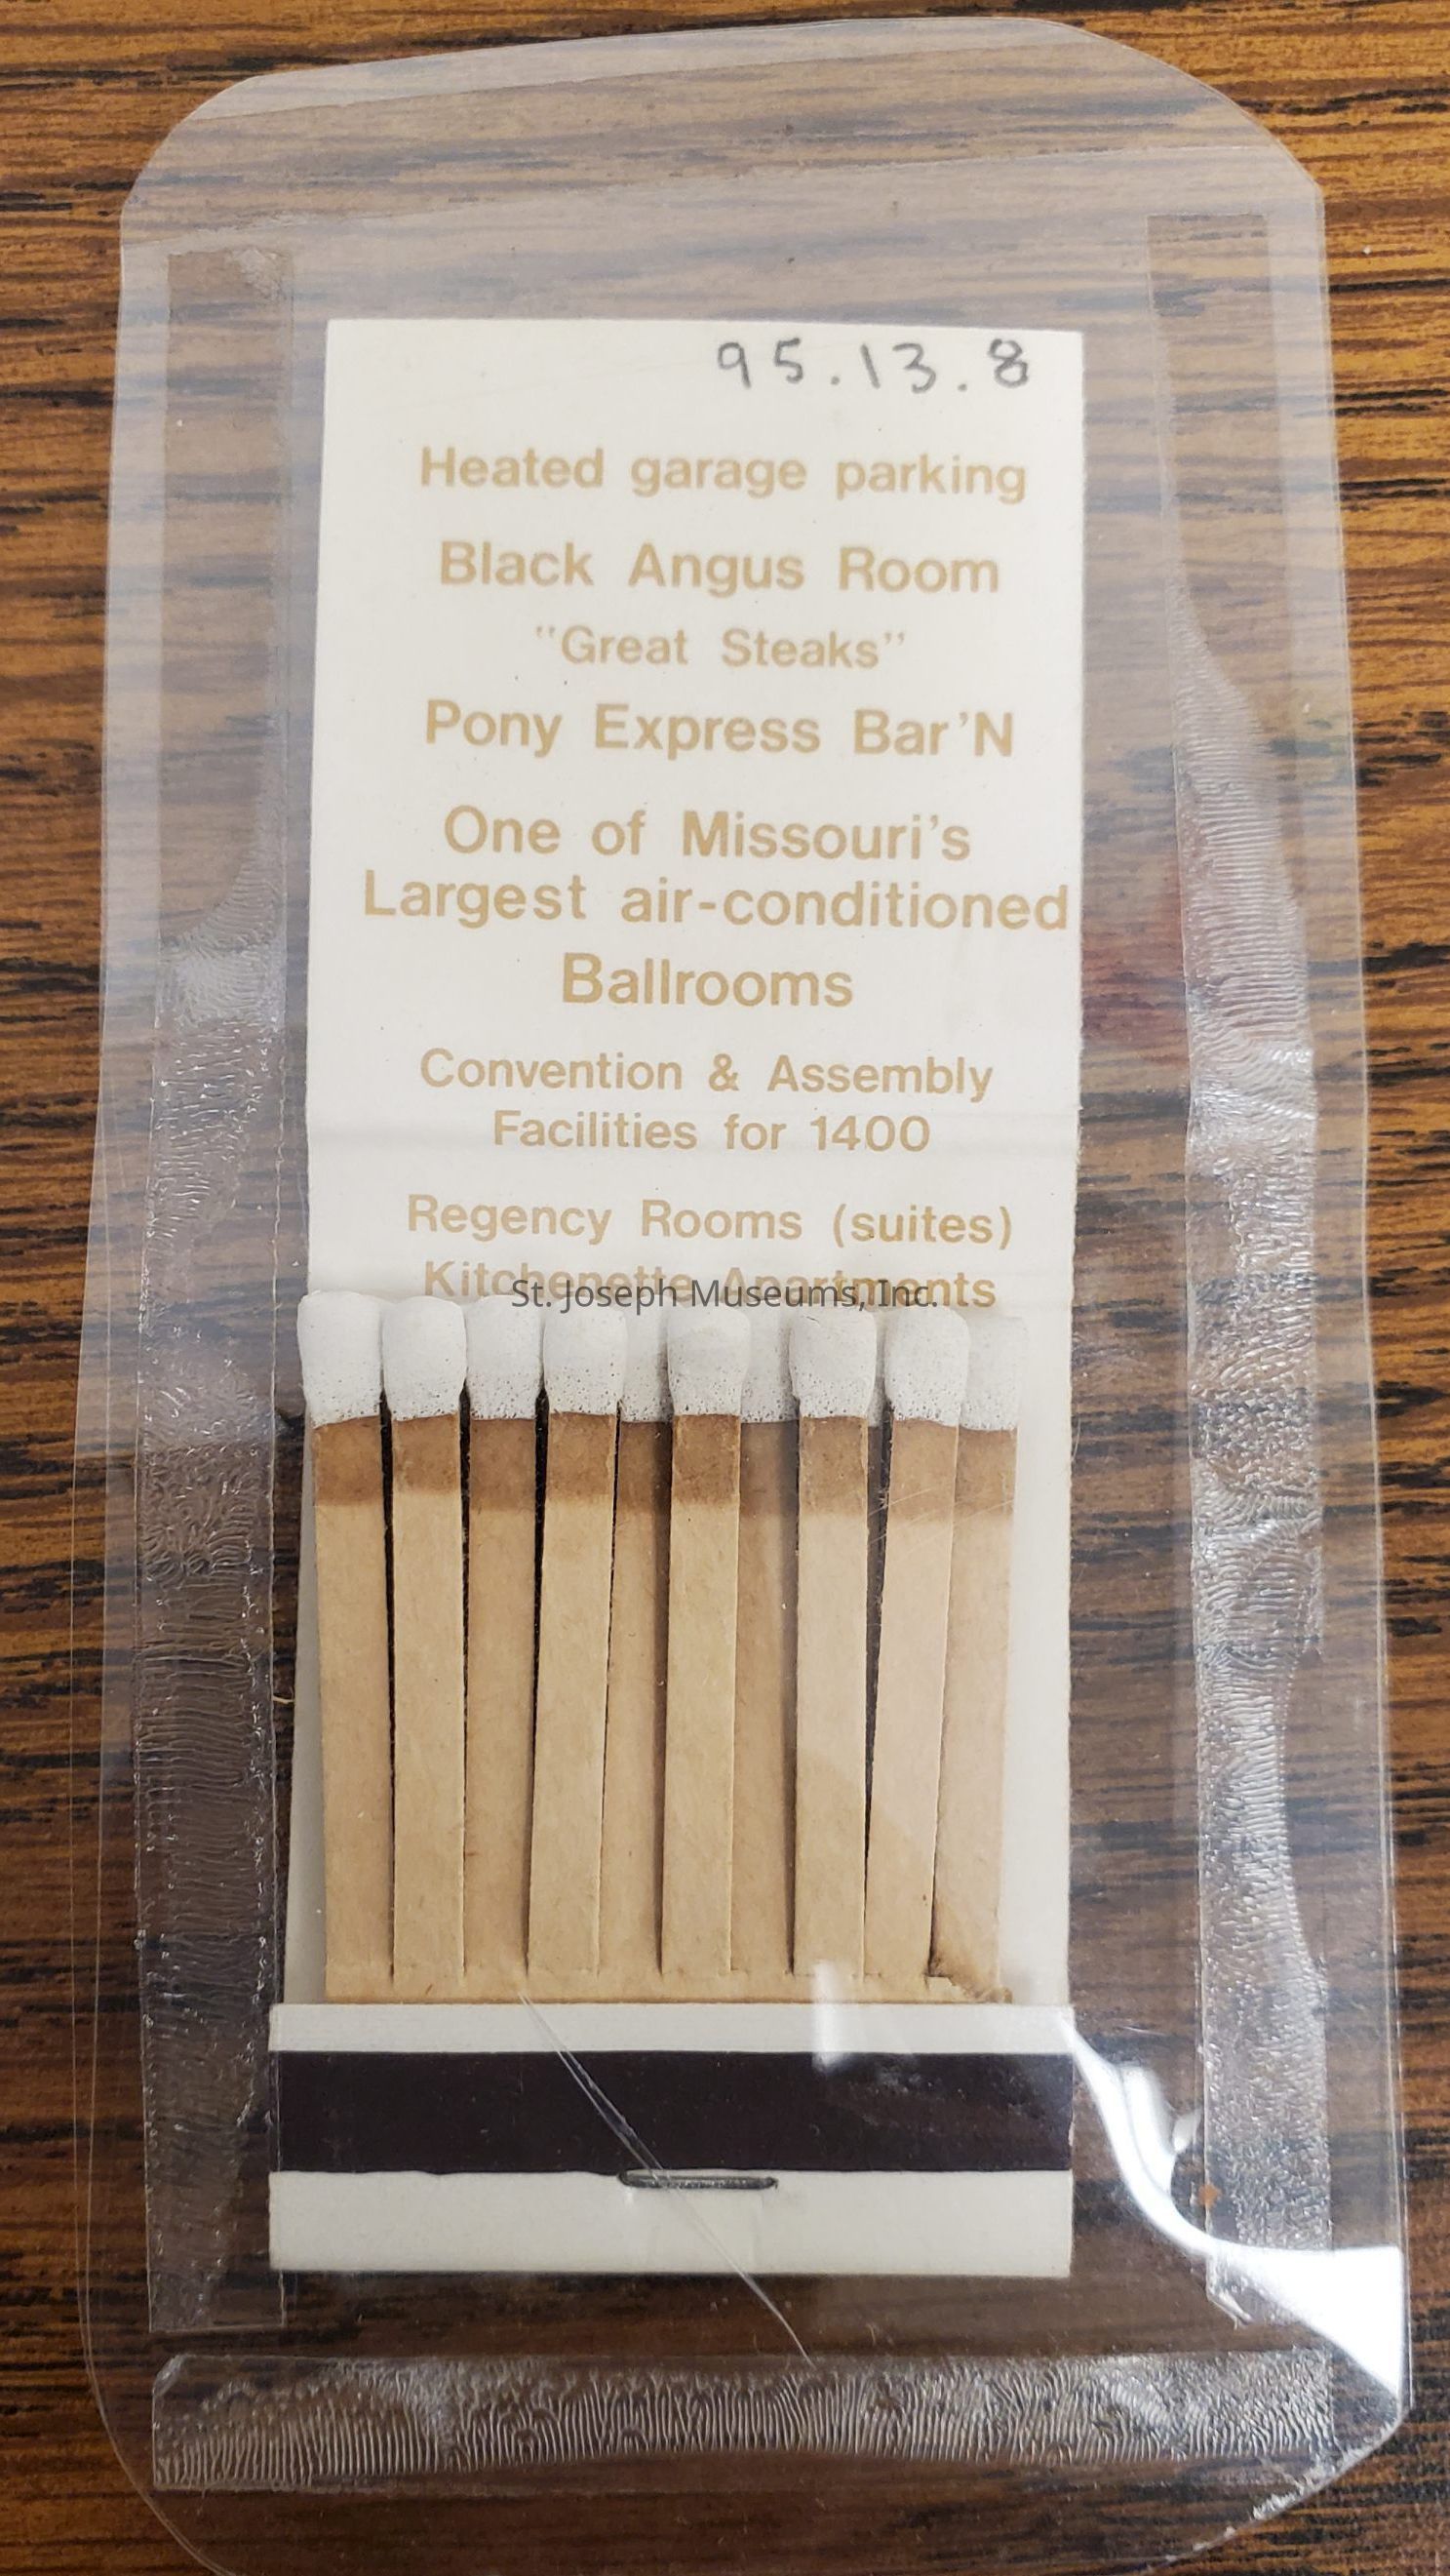 95.13.8
Heated garage parking
Black Angus Room
"Great Steaks"
Pony Express Bar'N
One of Missouri's
Largest air-conditioned
Ballrooms
Convention & Assembly
Facilities for 1400
Regency Rooms (suites)
Kitchenette Apartments
St. Joseph Museums, Inc.